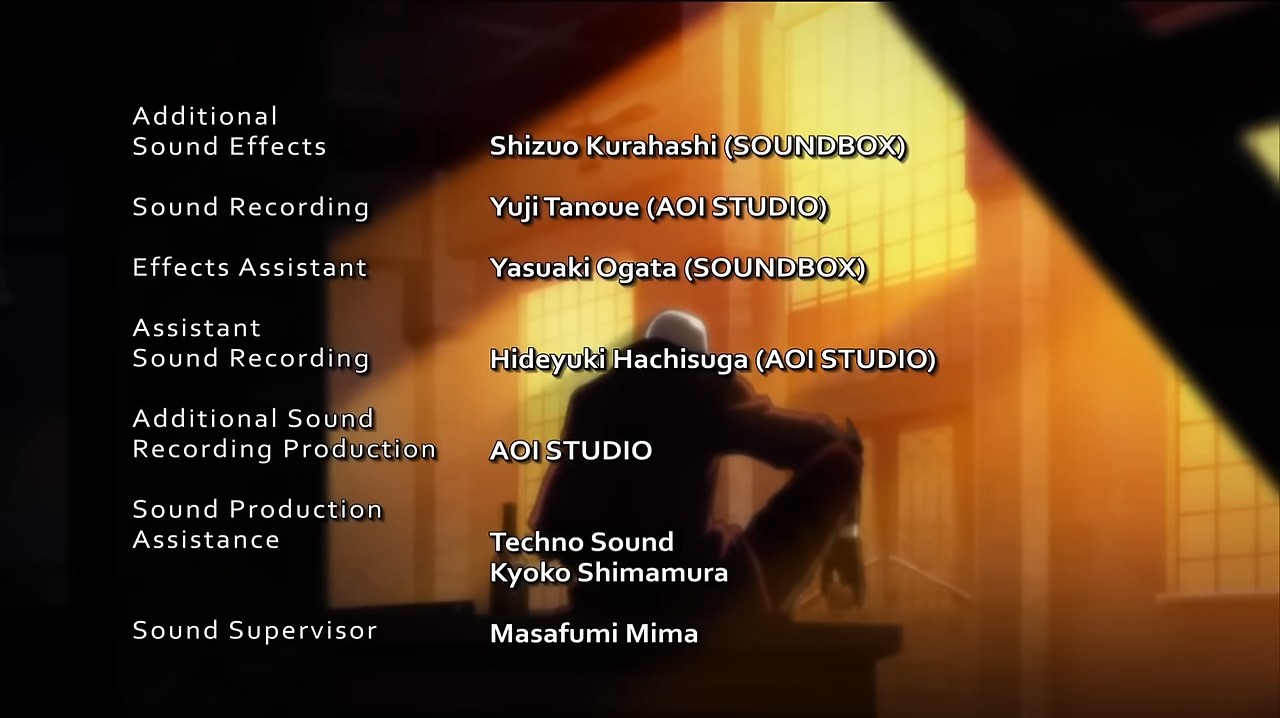 Additional
Sound Effects Shizuo Kurahashi (SOUNDBOX)
Sound Recording Yuji Tanoue (AOI STUDIO)
Effects Assistant Yasuaki Ogata (SOUNDBOX)
Assistant
Sound Recording Hideyuki Hachisuga (AOI STUDIO)
Additional Sound
Recording Production AOI STUDIO
Sound Production
Assistance Techno Sound
Kyoko Shimamura
Sound Supervisor Masafumi Mima